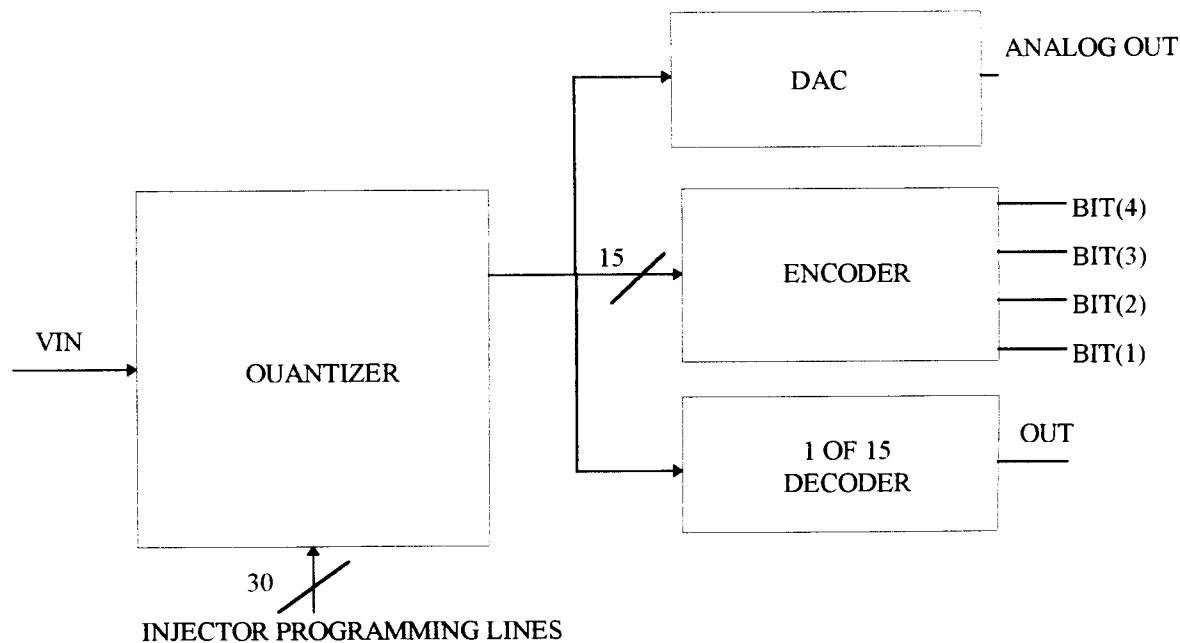 ANALOG OUT
DAC
BIT(4)
15
BIT(3)
ENCODER
BIT(2)
VIN
BIT(1)
OUANTIZER
OUT
1 OF 15
DECODER
30
INJECTOR PROGRAMMING LINES